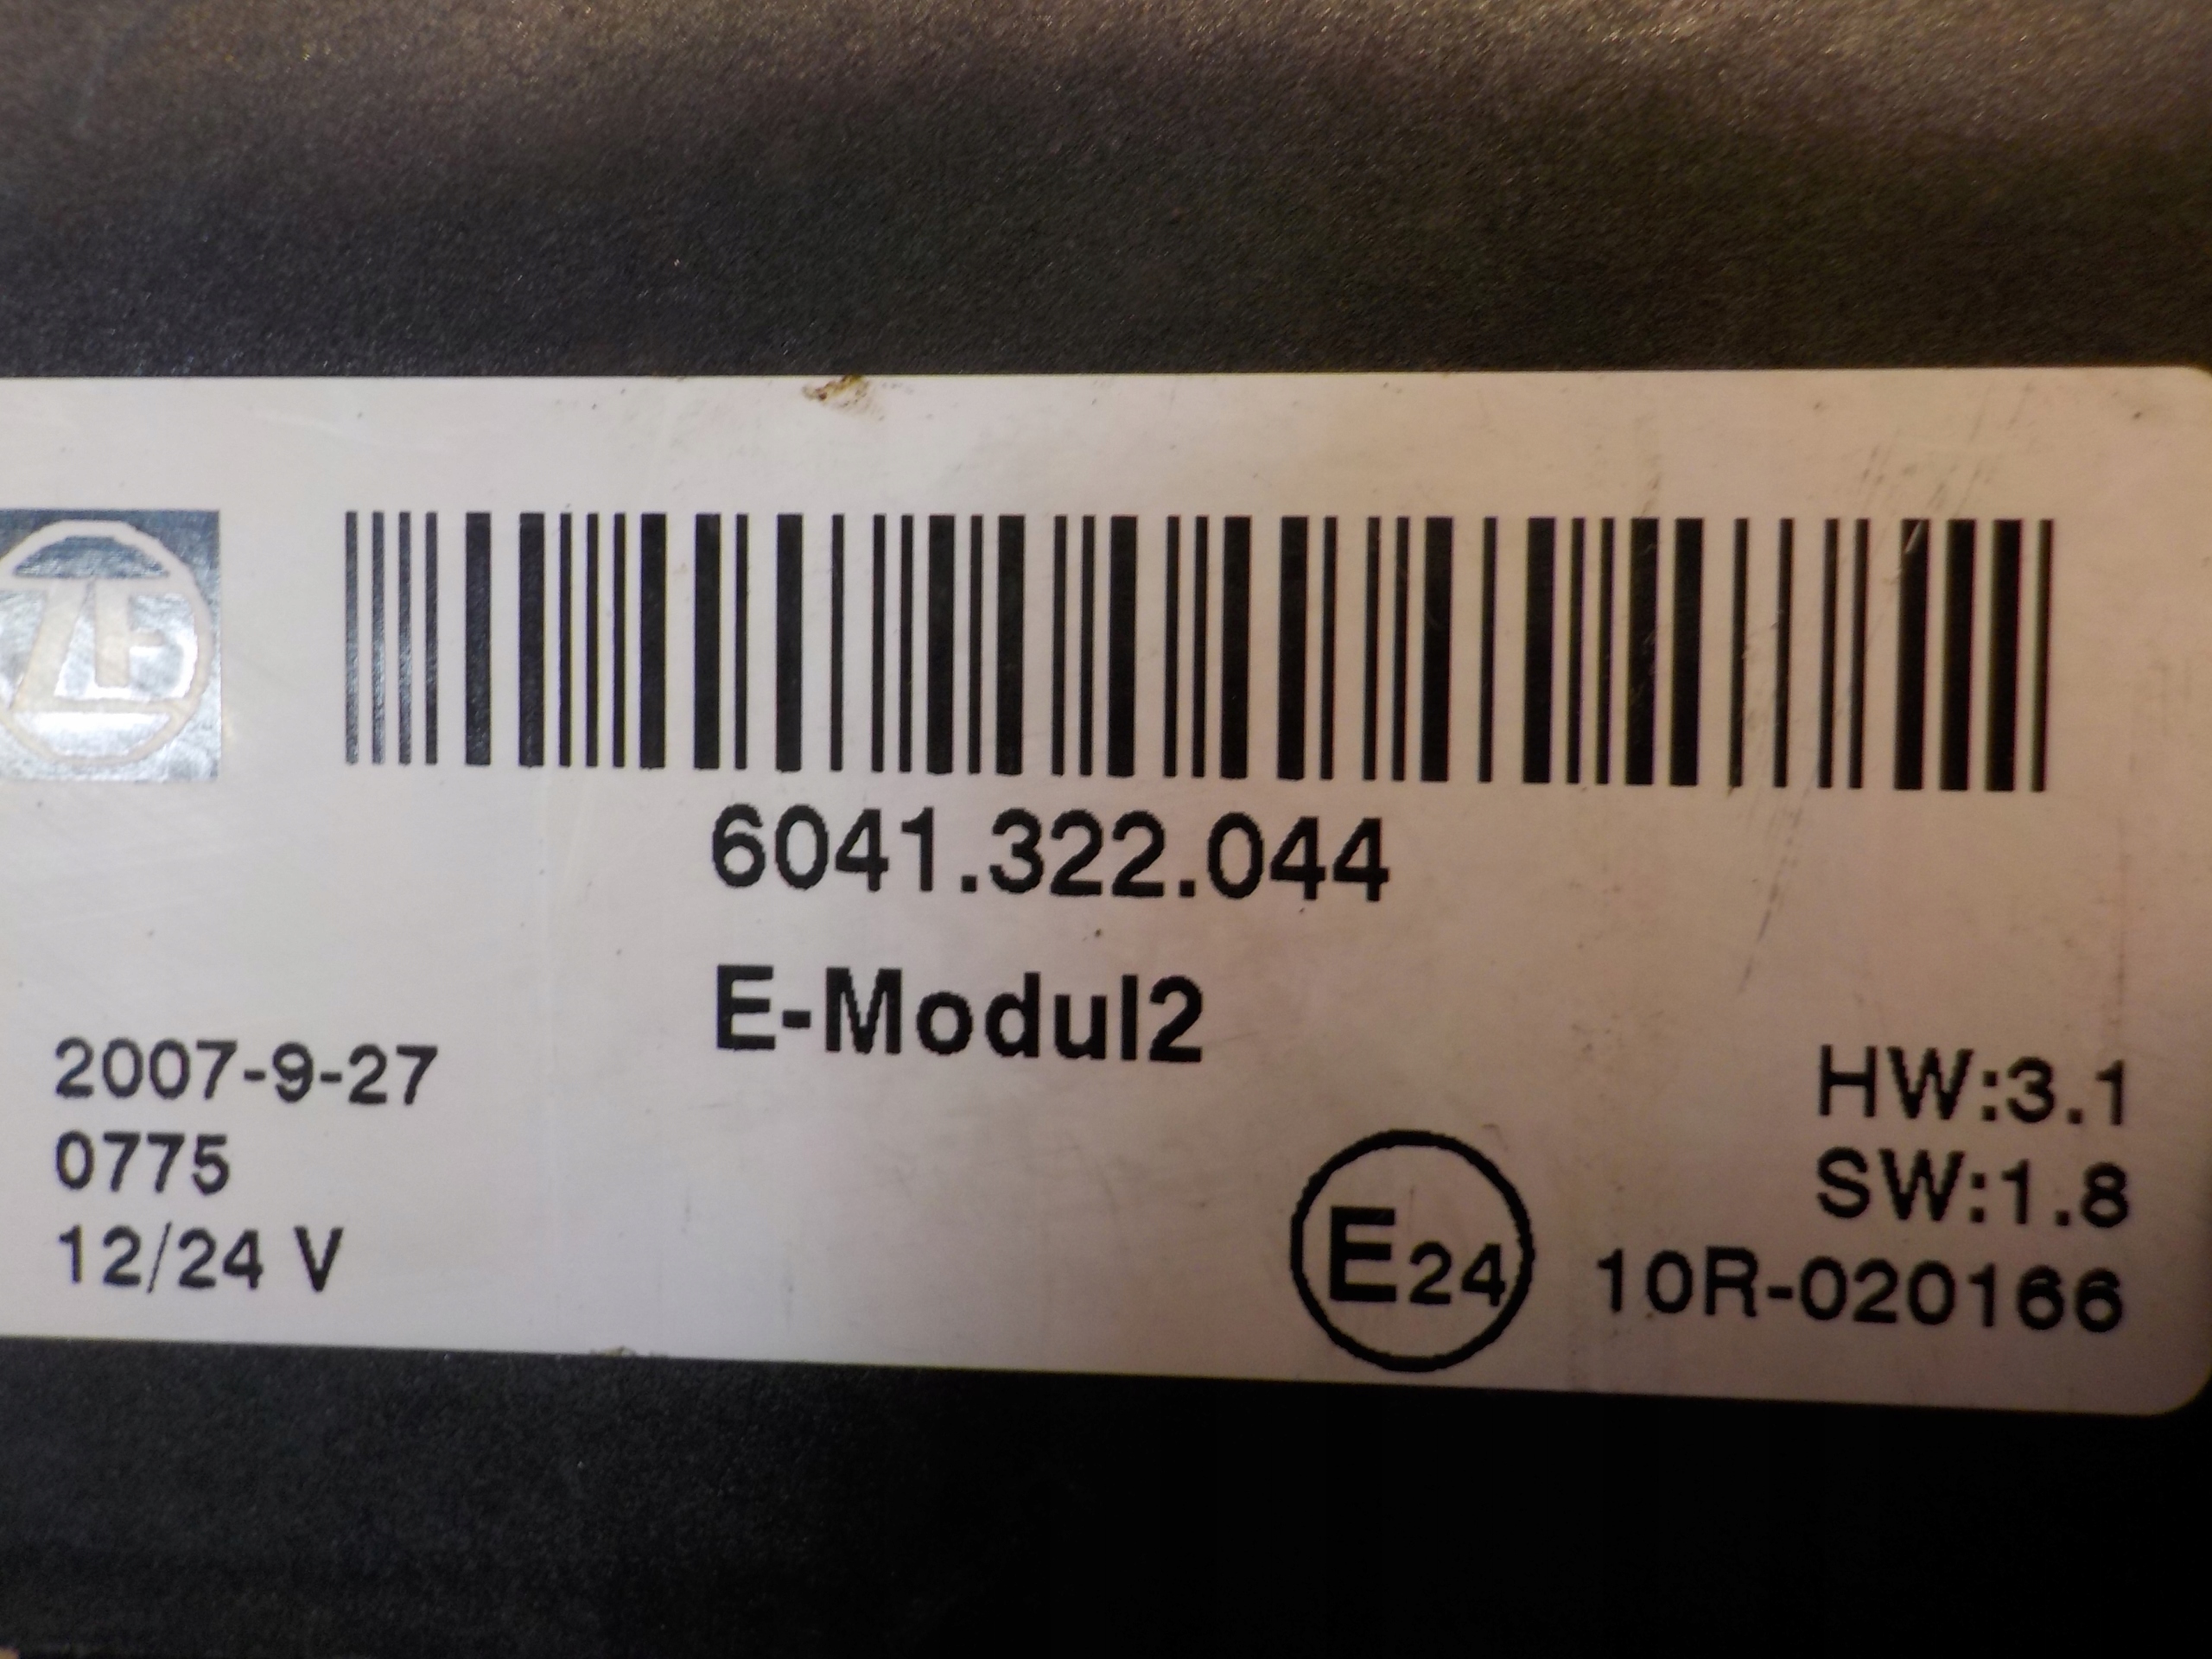 ZF
6041.322.044
E-Modul2
2007-9-27
0775
12/24 V
HW:3.1
SW:1.8
E24
10R-020166